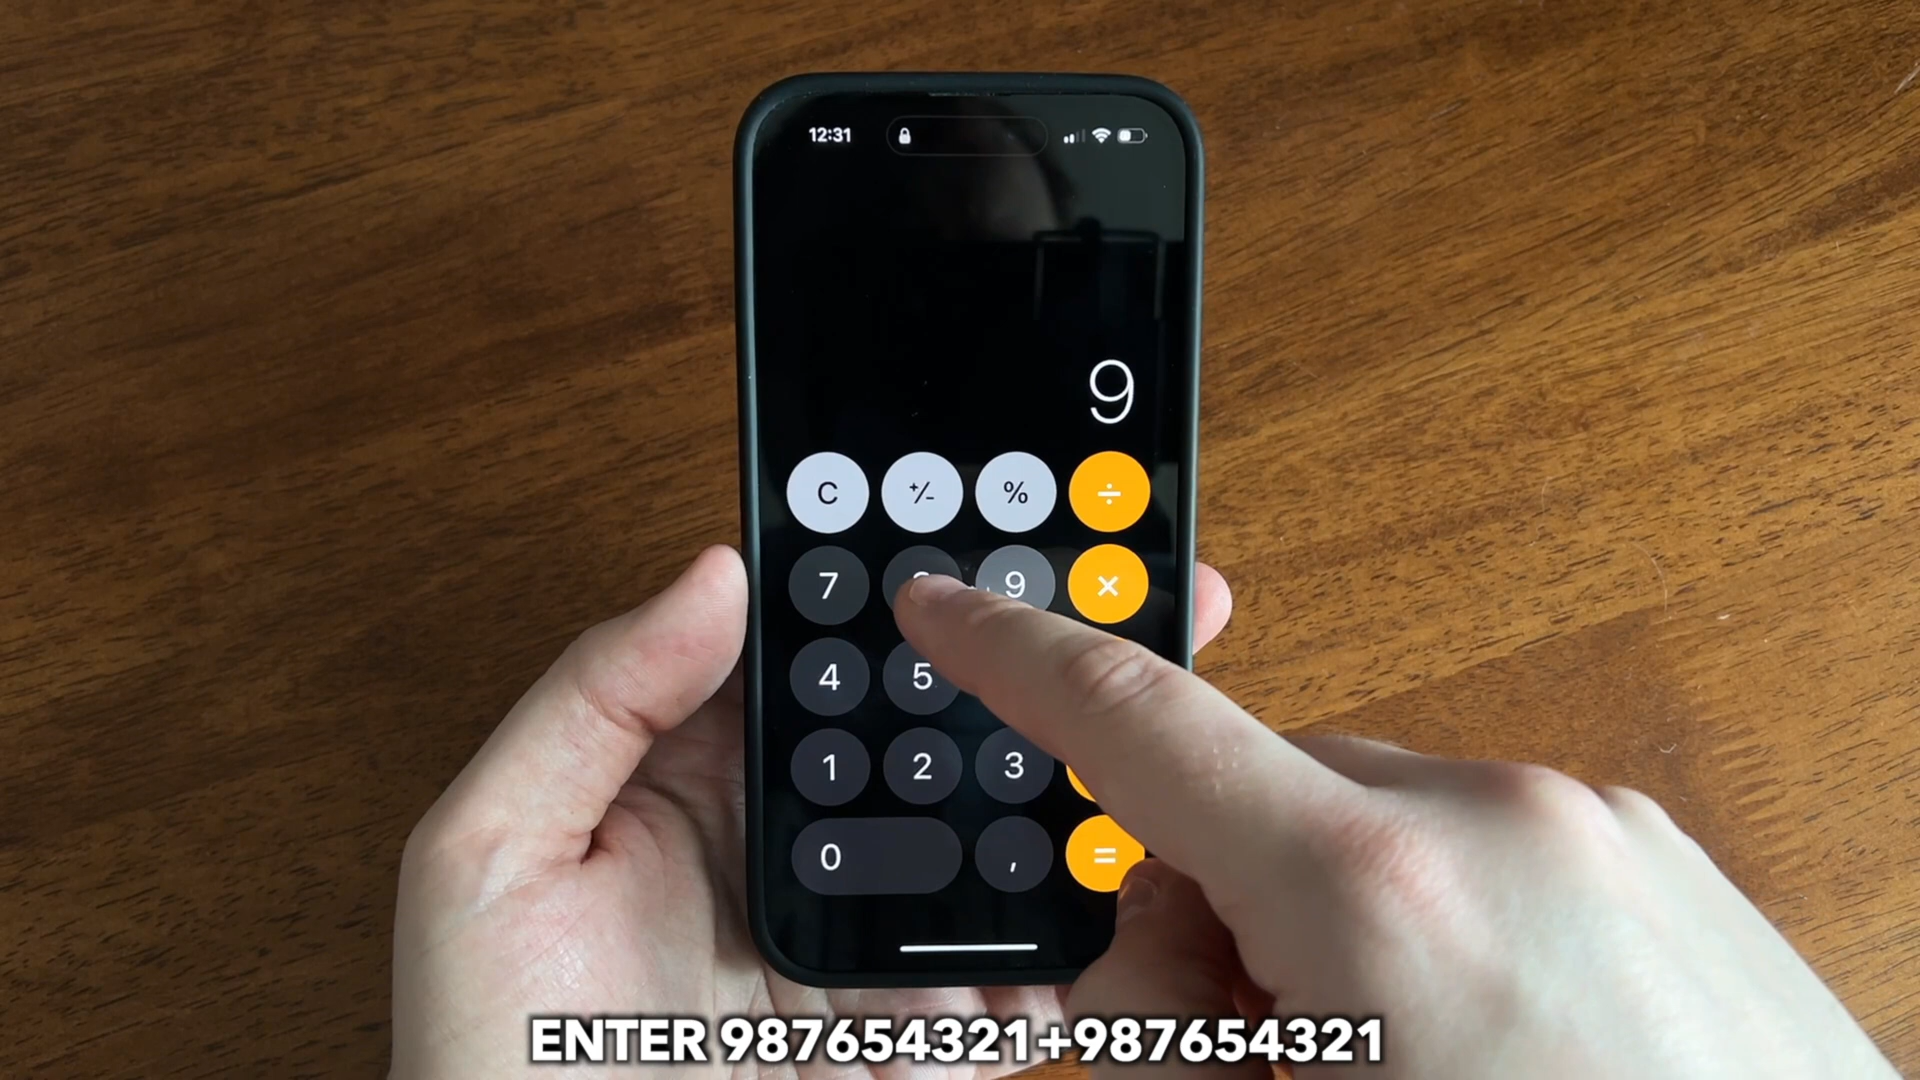 12:31
9
C +/- % ÷
7 9 ×
4 5
1 2 3
0 , =
ENTER 987654321+987654321